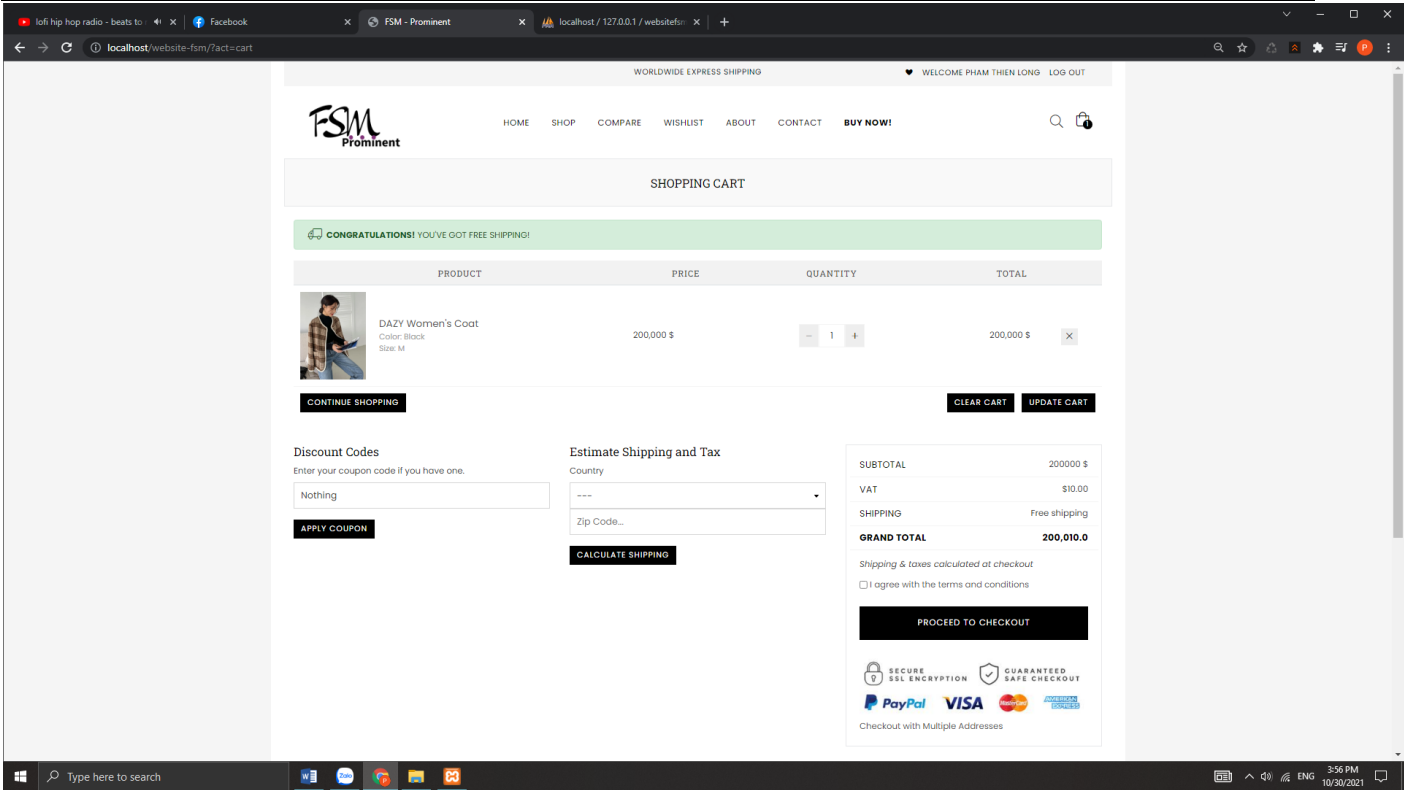 lofi hip hop radio - beats to
Facebook
FSM - Prominent
localhost / 127.0.0.1 / websitefsm
localhost/website-fsm/?act=cart
P
WORLDWIDE EXPRESS SHIPPING
WELCOME PHAM THIEN LONG LOG OUT
FSM
Prominent
HOME SHOP COMPARE WISHLIST ABOUT CONTACT BUY NOW!
1
SHOPPING CART
CONGRATULATIONS! YOU'VE GOT FREE SHIPPING!
PRODUCT PRICE QUANTITY TOTAL
DAZY Women's Coat
Color: Black
Size: M
200,000 $
− 1 +
200,000 $
×
CONTINUE SHOPPING
CLEAR CART
UPDATE CART
Discount Codes
Enter your coupon code if you have one.
Nothing
APPLY COUPON
Estimate Shipping and Tax
Country
---
Zip Code...
CALCULATE SHIPPING
SUBTOTAL 200000 $
VAT $10.00
SHIPPING Free shipping
GRAND TOTAL 200,010.0
Shipping & taxes calculated at checkout
I agree with the terms and conditions
PROCEED TO CHECKOUT
SECURE
SSL ENCRYPTION
GUARANTEED
SAFE CHECKOUT
PayPal
VISA
MasterCard
AMERICAN
EXPRESS
Checkout with Multiple Addresses
Type here to search
W
Zalo
ENG
3:56 PM
10/30/2021